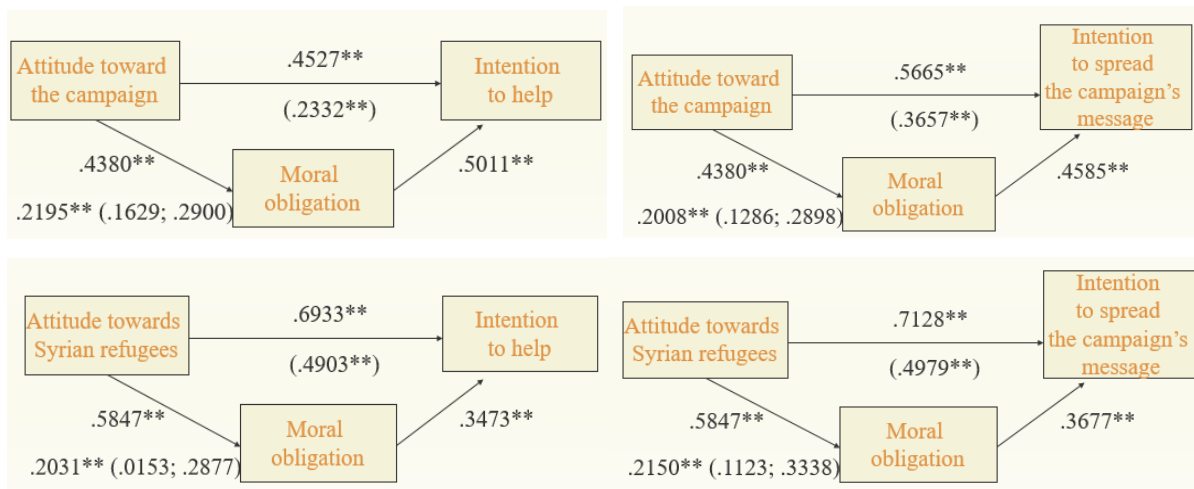 Attitude toward
the campaign
.4527**
(.2332**)
Intention
to help
.4380**
Moral
obligation
.5011**
.2195** (.1629; .2900)
Attitude toward
the campaign
.5665**
(.3657**)
Intention
to spread
the campaign's
message
.4380**
Moral
obligation
.4585**
.2008** (.1286; .2898)
Attitude towards
Syrian refugees
.6933**
(.4903**)
Intention
to help
.5847**
Moral
obligation
.3473**
.2031** (.0153; .2877)
Attitude towards
Syrian refugees
.7128**
(.4979**)
Intention
to spread
the campaign's
message
.5847**
Moral
obligation
.3677**
.2150** (.1123; .3338)